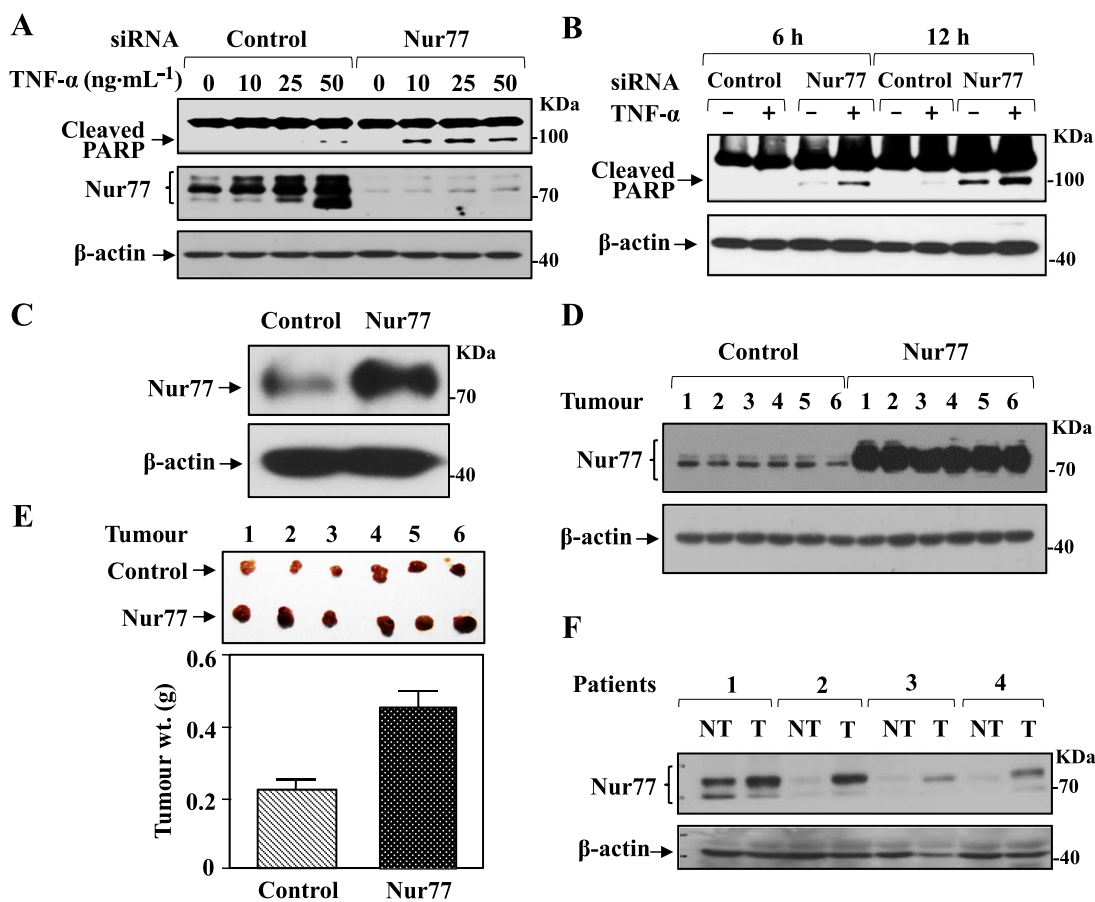 A
siRNA Control Nur77
TNF-α (ng·mL⁻¹) 0 10 25 50 0 10 25 50
KDa
Cleaved
PARP
-100
Nur77
-70
β-actin
-40
B
6 h 12 h
siRNA Control Nur77 Control Nur77
TNF-α − + − + − + − +
KDa
Cleaved
PARP
-100
β-actin
-40
C
Control Nur77
KDa
Nur77
-70
β-actin
-40
D
Control Nur77
Tumour 1 2 3 4 5 6 1 2 3 4 5 6
KDa
Nur77
-70
β-actin
-40
E
Tumour 1 2 3 4 5 6
Control
Nur77
Tumour wt. (g)
0.6
0.4
0.2
0
Control Nur77
F
Patients 1 2 3 4
NT T NT T NT T NT T
KDa
Nur77
-70
β-actin
-40